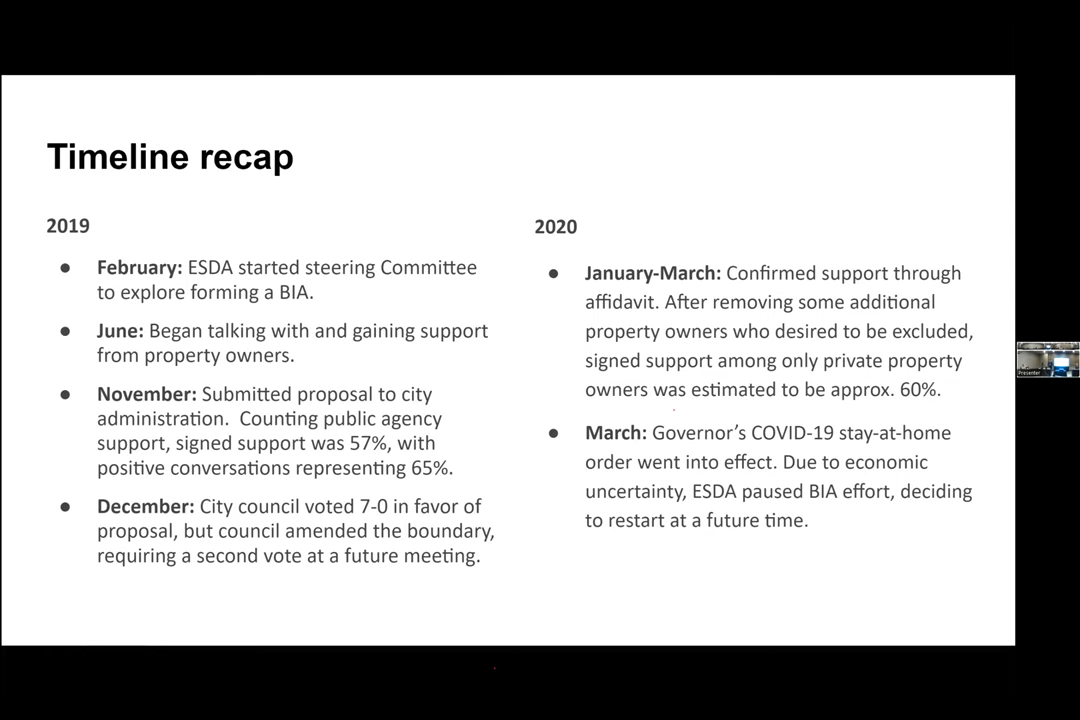 Timeline recap
2019
● February: ESDA started steering Committee
to explore forming a BIA.
● June: Began talking with and gaining support
from property owners.
● November: Submitted proposal to city
administration.  Counting public agency
support, signed support was 57%, with
positive conversations representing 65%.
● December: City council voted 7-0 in favor of
proposal, but council amended the boundary,
requiring a second vote at a future meeting.
2020
● January-March: Confirmed support through
affidavit. After removing some additional
property owners who desired to be excluded,
signed support among only private property
owners was estimated to be approx. 60%.
● March: Governor’s COVID-19 stay-at-home
order went into effect. Due to economic
uncertainty, ESDA paused BIA effort, deciding
to restart at a future time.
Presenter